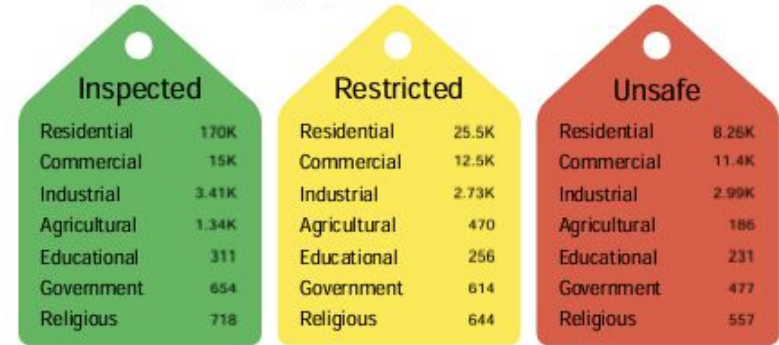 Inspected
Residential 170K
Commercial 15K
Industrial 3.41K
Agricultural 1.34K
Educational 311
Government 654
Religious 718
Restricted
Residential 25.5K
Commercial 12.5K
Industrial 2.73K
Agricultural 470
Educational 256
Government 614
Religious 644
Unsafe
Residential 8.26K
Commercial 11.4K
Industrial 2.99K
Agricultural 186
Educational 231
Government 477
Religious 557